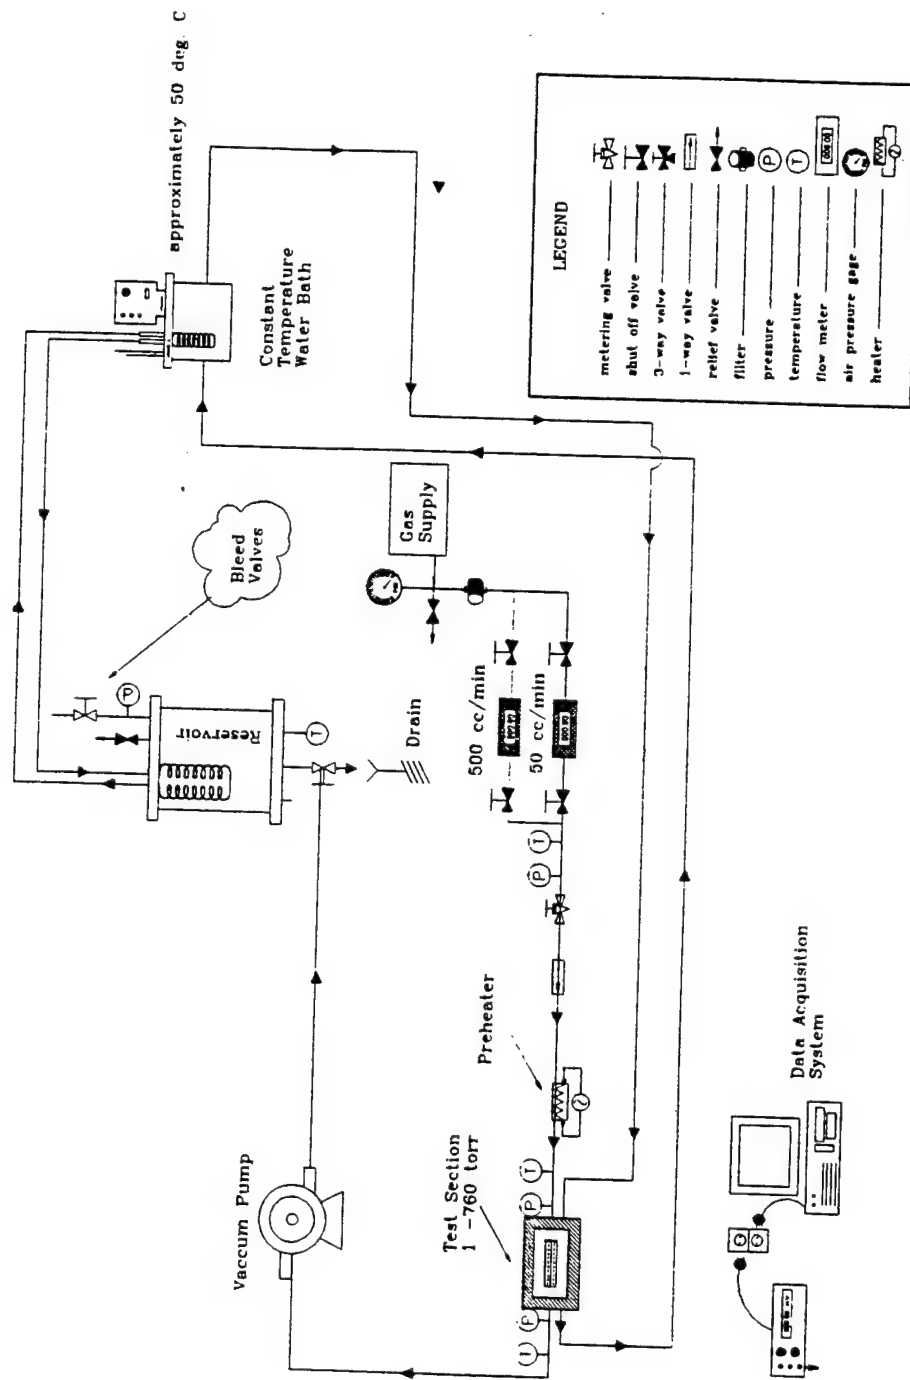 approximately 50 deg. C
Constant
Temperature
Water Bath
Bleed
Valves
P
Reservoir
T
Drain
Gas
Supply
500 cc/min
50 cc/min
T
P
Preheater
Vaccum Pump
Test Section
1 -760 torr
T
P
P
T
Data Acquisition
System
LEGEND
metering valve
shut off valve
3-way valve
1-way valve
relief valve
filter
pressure P
temperature T
flow meter
air pressure gage
heater